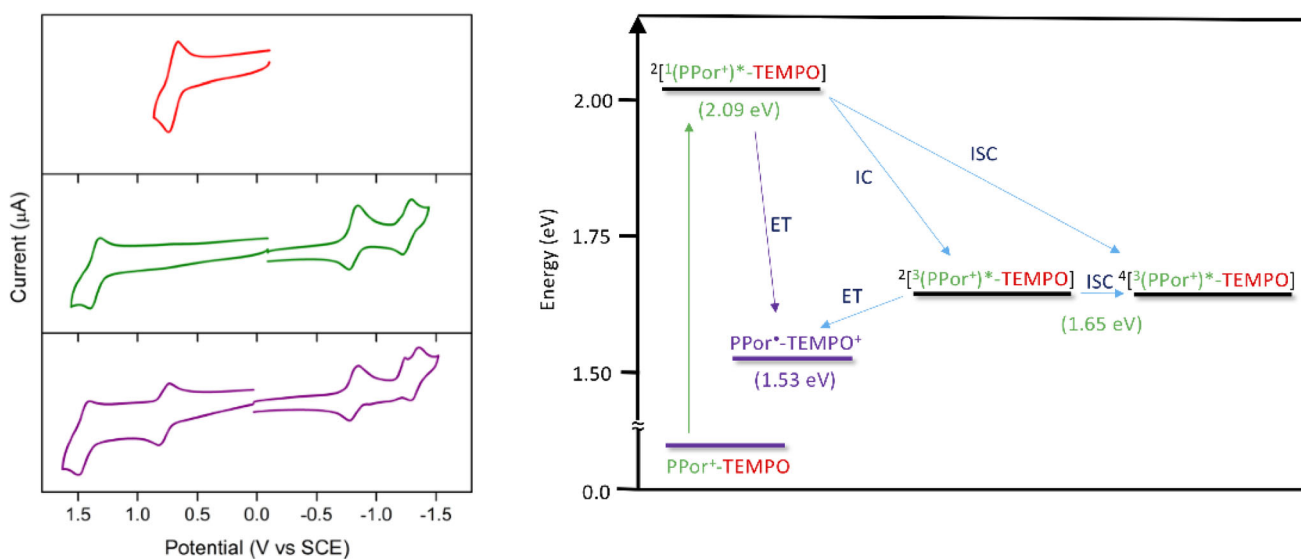 Current (μA)
1.5 1.0 0.5 0.0 -0.5 -1.0 -1.5
Potential (V vs SCE)
Energy (eV)
2.00
1.75
1.50
≈
0.0
²[¹(PPor⁺)*-TEMPO]
(2.09 eV)
ISC
IC
ET
²[³(PPor⁺)*-TEMPO] ISC ⁴[³(PPor⁺)*-TEMPO]
ET
(1.65 eV)
PPor•-TEMPO⁺
(1.53 eV)
PPor⁺-TEMPO